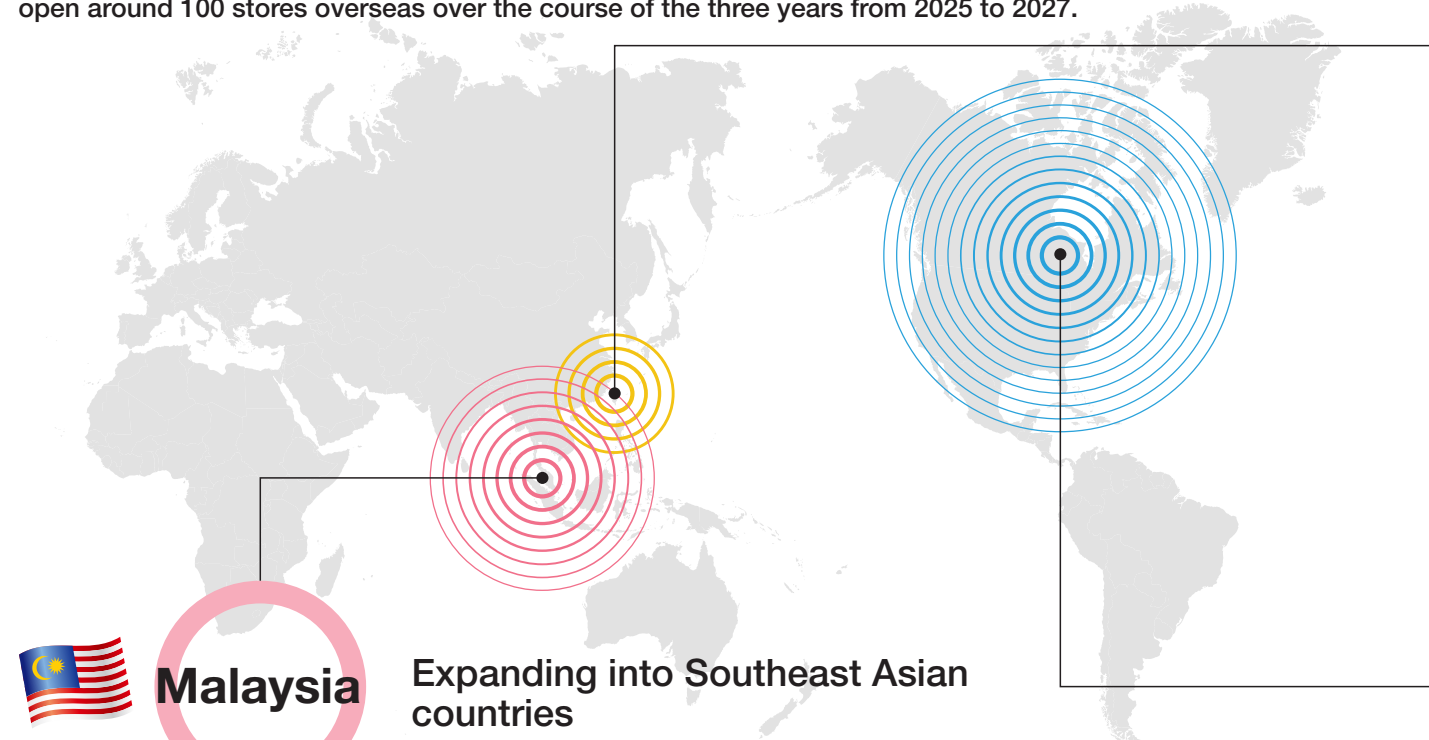 open around 100 stores overseas over the course of the three years from 2025 to 2027.
Malaysia
Expanding into Southeast Asian
countries